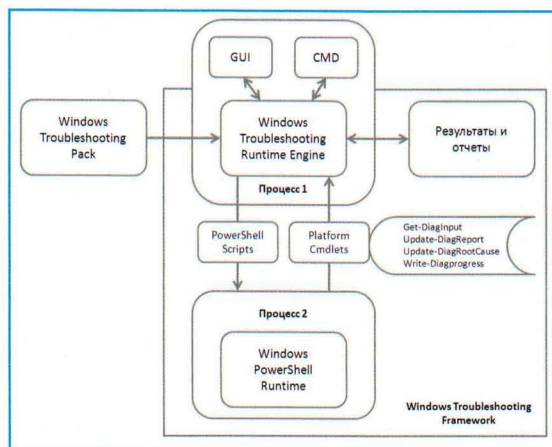 GUI
CMD
Windows
Troubleshooting
Pack
Windows
Troubleshooting
Runtime Engine
Результаты и
отчеты
Процесс 1
PowerShell
Scripts
Platform
Cmdlets
Get-DiagInput
Update-DiagReport
Update-DiagRootCause
Write-Diagprogress
Процесс 2
Windows
PowerShell
Runtime
Windows Troubleshooting
Framework